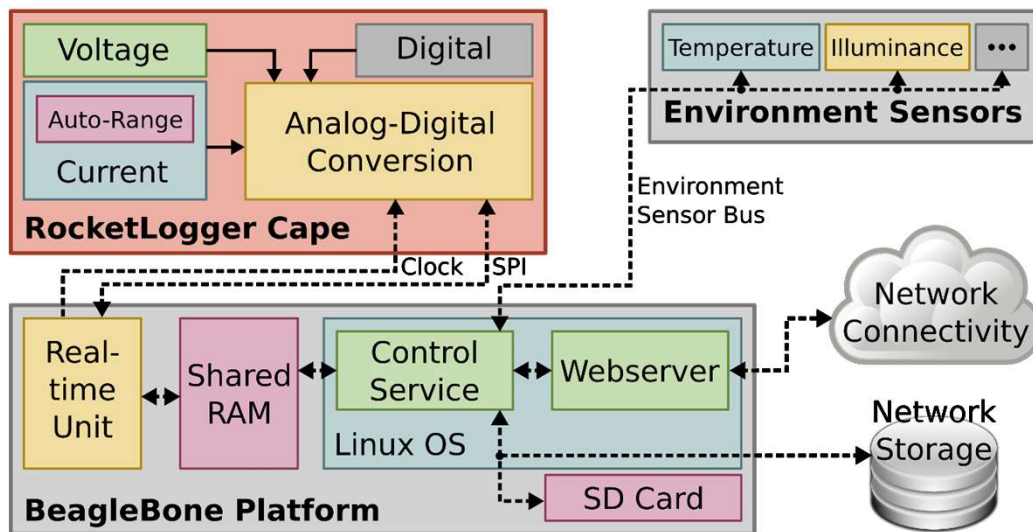 Voltage
Digital
Auto-Range
Current
Analog-Digital
Conversion
RocketLogger Cape
Temperature
Illuminance
•••
Environment Sensors
Environment
Sensor Bus
Clock
SPI
Real-
time
Unit
Shared
RAM
Control
Service
Webserver
Linux OS
SD Card
BeagleBone Platform
Network
Connectivity
Network
Storage